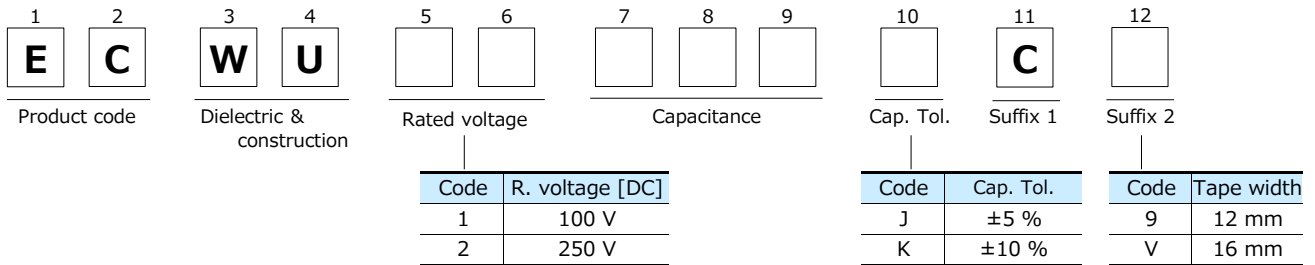 1 2 3 4 5 6 7 8 9 10 11 12
E C W U C
Product code Dielectric & construction Rated voltage Capacitance Cap. Tol. Suffix 1 Suffix 2
Code R. voltage [DC]
1 100 V
2 250 V
Code Cap. Tol.
J ±5 %
K ±10 %
Code Tape width
9 12 mm
V 16 mm